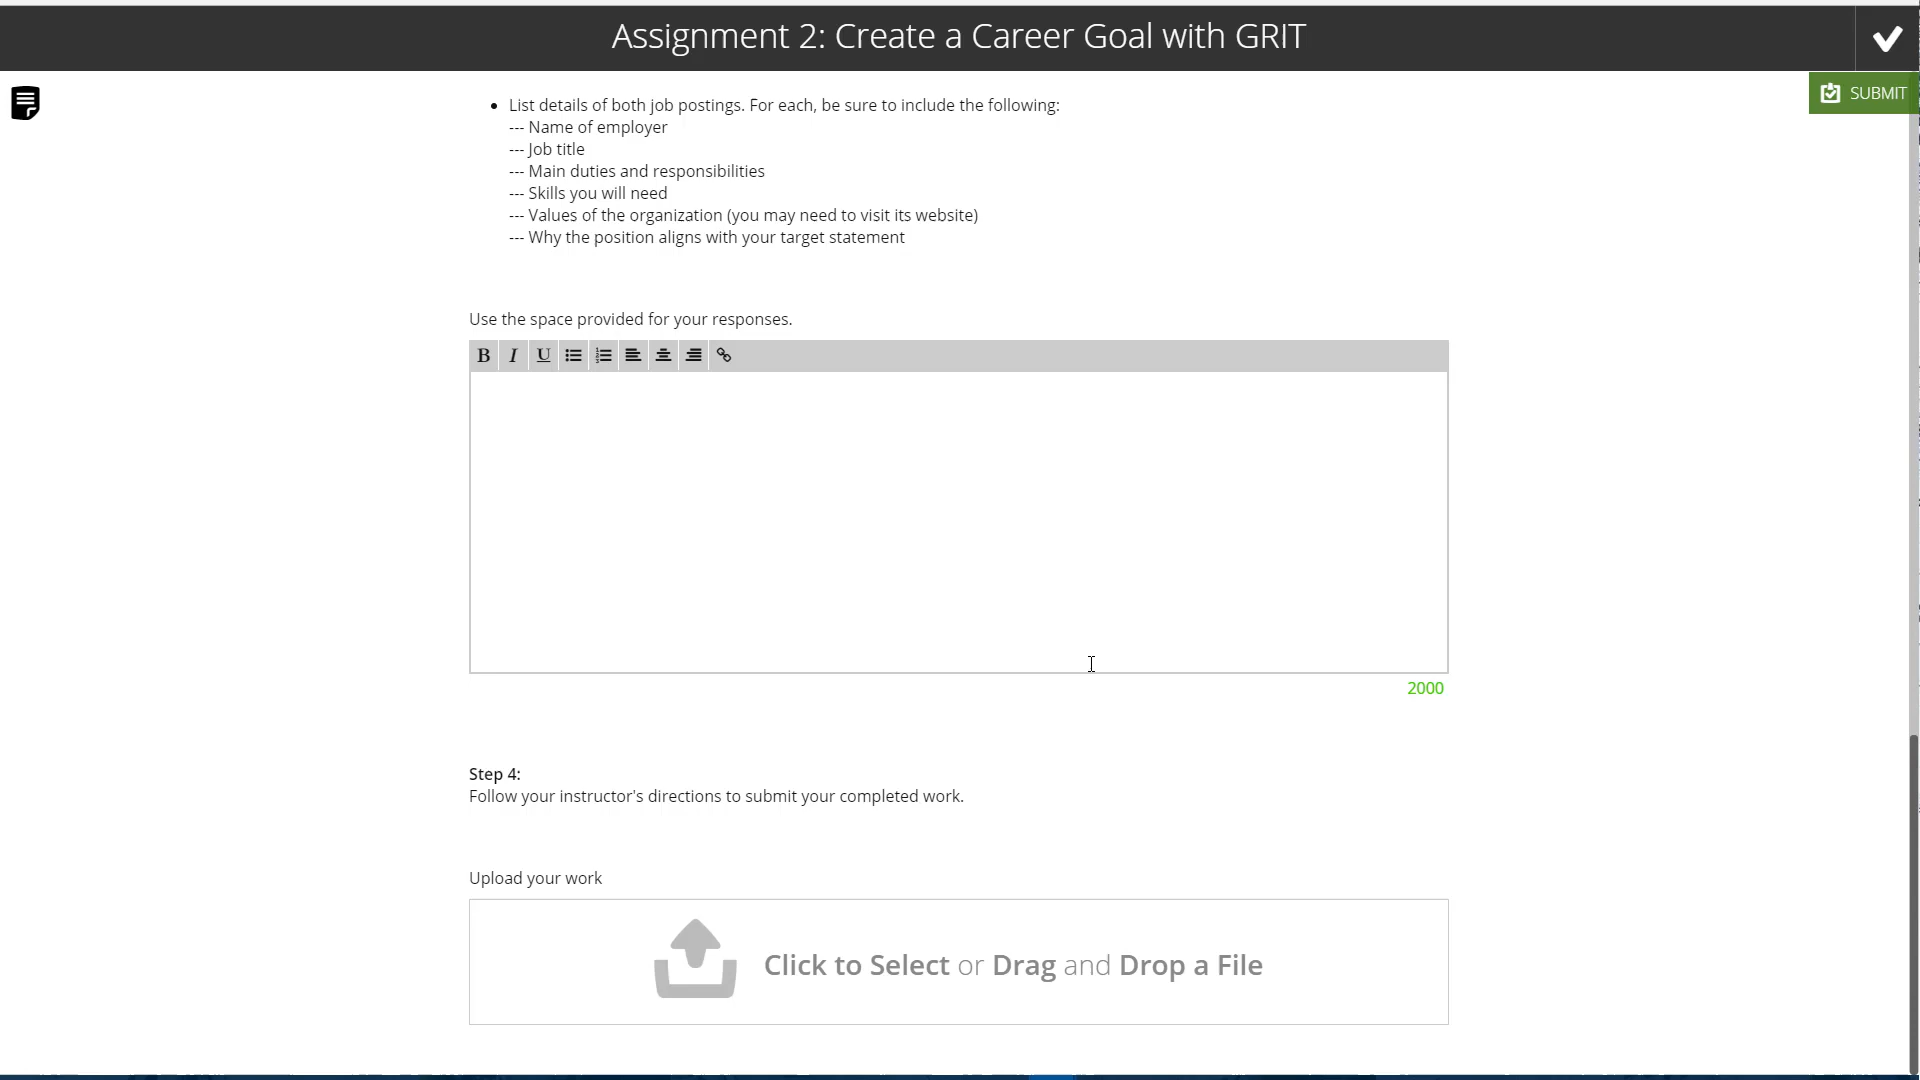 Assignment 2: Create a Career Goal with GRIT
SUBMIT
• List details of both job postings. For each, be sure to include the following:
--- Name of employer
--- Job title
--- Main duties and responsibilities
--- Skills you will need
--- Values of the organization (you may need to visit its website)
--- Why the position aligns with your target statement
Use the space provided for your responses.
B I U
2000
Step 4:
Follow your instructor's directions to submit your completed work.
Upload your work
Click to Select or Drag and Drop a File